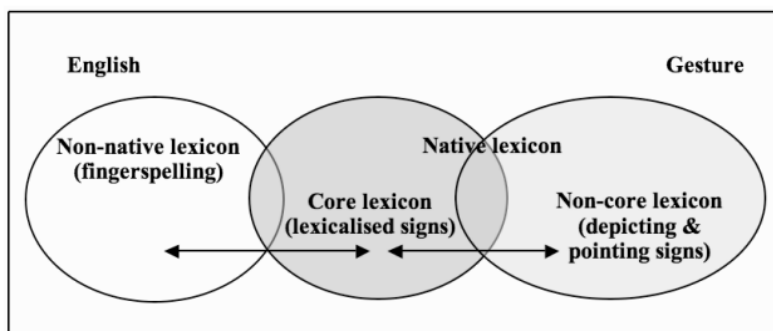 English
Gesture
Non-native lexicon
(fingerspelling)
Native lexicon
Core lexicon
(lexicalised signs)
Non-core lexicon
(depicting &
pointing signs)